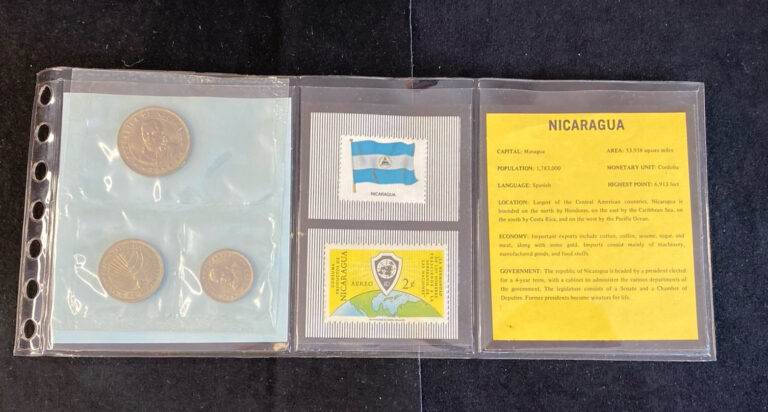 NICARAGUA
NICARAGUA
AEREO
2¢
NICARAGUA
CAPITAL: Managua
AREA: 53,938 square miles
POPULATION: 1,783,000
MONETARY UNIT: Cordoba
LANGUAGE: Spanish
HIGHEST POINT: 6,913 feet
LOCATION: Largest of the Central American countries, Nicaragua is
bounded on the north by Honduras, on the east by the Caribbean Sea, on
the south by Costa Rica, and on the west by the Pacific Ocean.
ECONOMY: Important exports include cotton, coffee, sesame, sugar, and
meat, along with some gold. Imports consist mainly of machinery,
manufactured goods, and food stuffs.
GOVERNMENT: The republic of Nicaragua is headed by a president elected
for a 4-year term, with a cabinet to administer the various departments of
the government. The legislature consists of a Senate and a Chamber of
Deputies. Former presidents become senators for life.